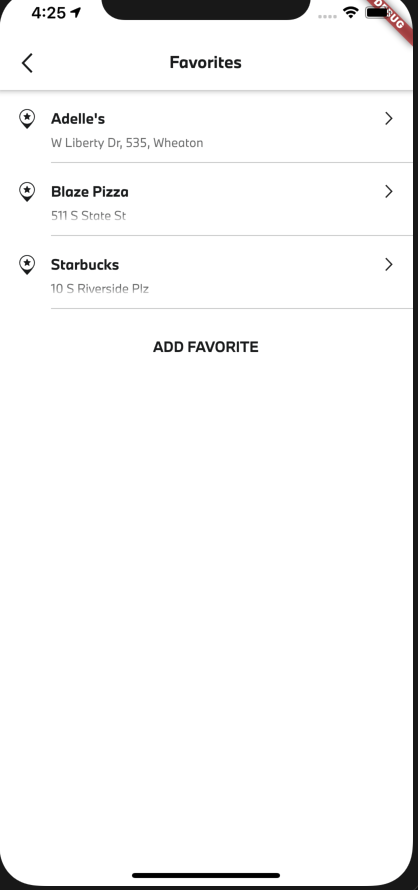 4:25
DEBUG
Favorites
Adelle's
W Liberty Dr, 535, Wheaton
Blaze Pizza
511 S State St
Starbucks
10 S Riverside Plz
ADD FAVORITE